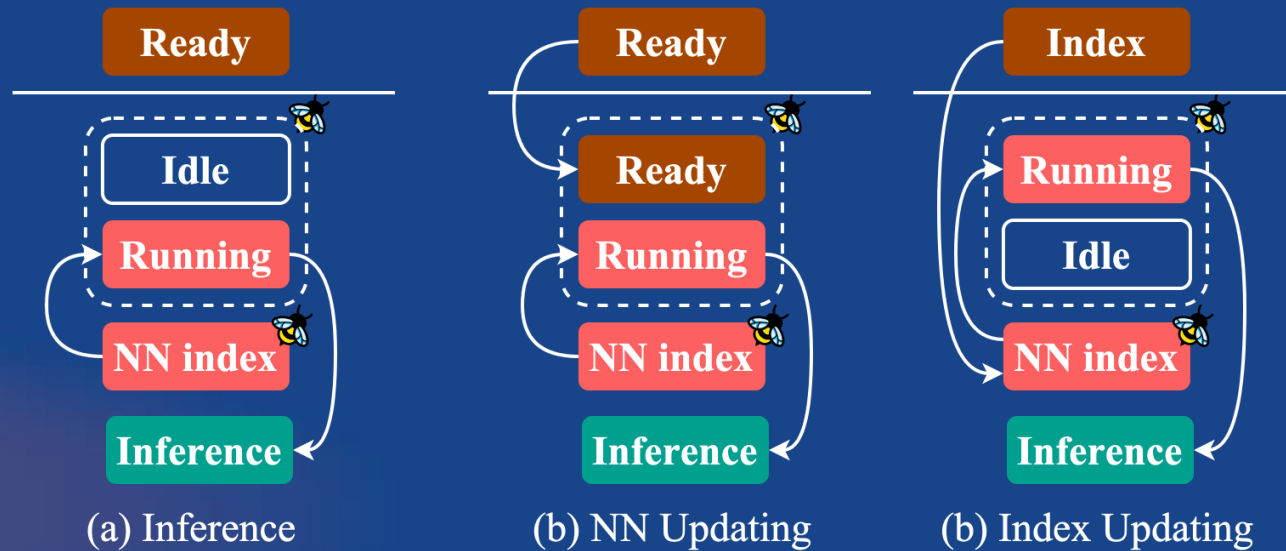 Ready
Idle
Running
NN index
Inference
(a) Inference
Ready
Ready
Running
NN index
Inference
(b) NN Updating
Index
Running
Idle
NN index
Inference
(b) Index Updating